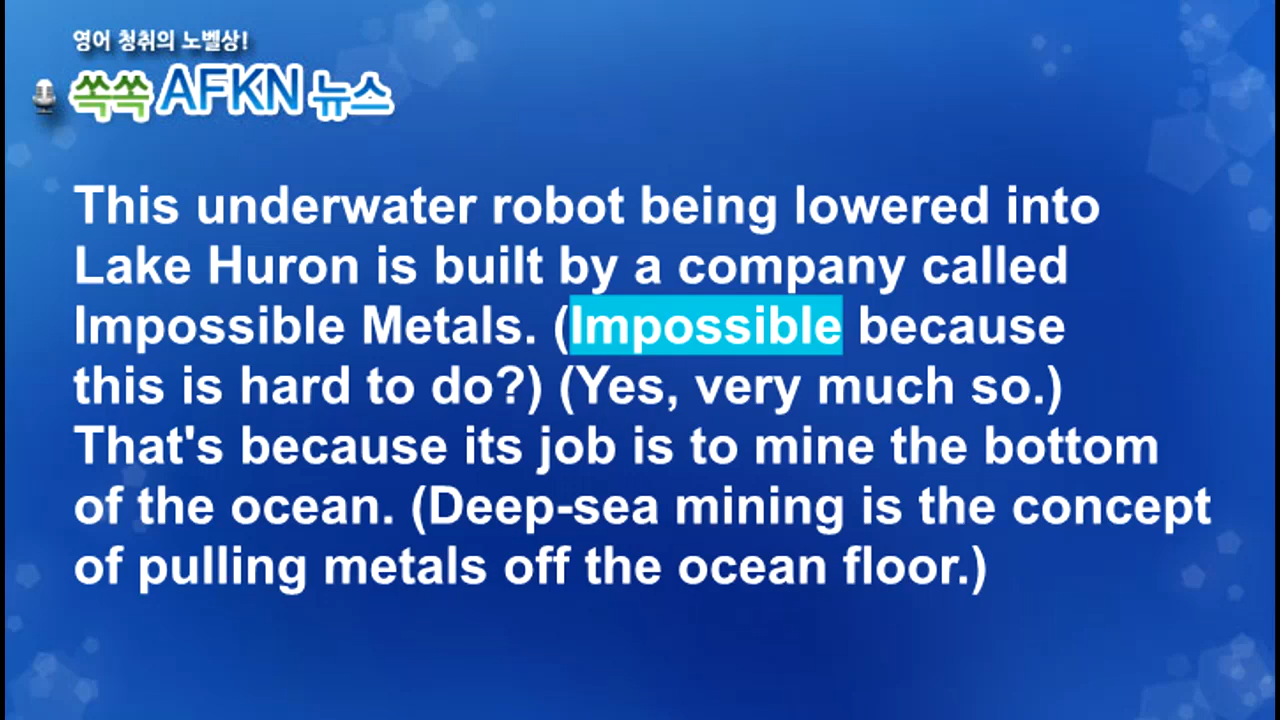 영어 청취의 노벨상!
쏙쏙 AFKN 뉴스
This underwater robot being lowered into
Lake Huron is built by a company called
Impossible Metals. (Impossible because
this is hard to do?) (Yes, very much so.)
That's because its job is to mine the bottom
of the ocean. (Deep-sea mining is the concept
of pulling metals off the ocean floor.)